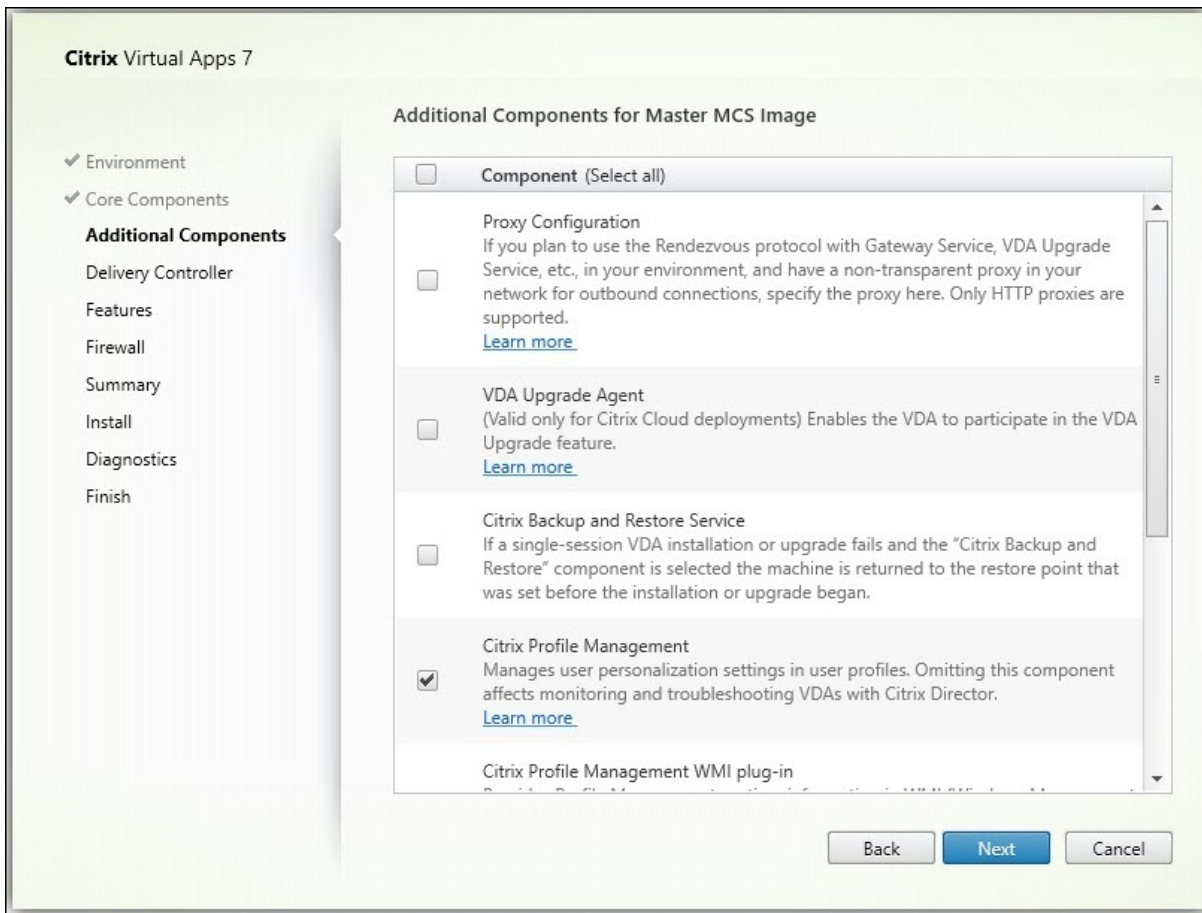 Citrix Virtual Apps 7
Environment
Core Components
Additional Components
Delivery Controller
Features
Firewall
Summary
Install
Diagnostics
Finish
Additional Components for Master MCS Image
Component (Select all)
Proxy Configuration
If you plan to use the Rendezvous protocol with Gateway Service, VDA Upgrade
Service, etc., in your environment, and have a non-transparent proxy in your
network for outbound connections, specify the proxy here. Only HTTP proxies are
supported.
Learn more
VDA Upgrade Agent
(Valid only for Citrix Cloud deployments) Enables the VDA to participate in the VDA
Upgrade feature.
Learn more
Citrix Backup and Restore Service
If a single-session VDA installation or upgrade fails and the “Citrix Backup and
Restore” component is selected the machine is returned to the restore point that
was set before the installation or upgrade began.
Citrix Profile Management
Manages user personalization settings in user profiles. Omitting this component
affects monitoring and troubleshooting VDAs with Citrix Director.
Learn more
Citrix Profile Management WMI plug-in
Back
Next
Cancel